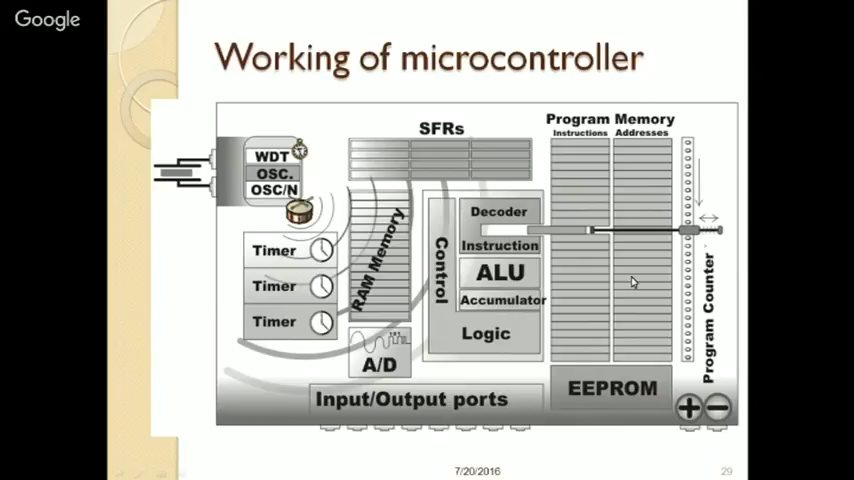 Google
Working of microcontroller
SFRs
Program Memory
Instructions Addresses
WDT
OSC.
OSC/N
Timer
Timer
Timer
RAM Memory
A/D
Control
Decoder
Instruction
ALU
Accumulator
Logic
Input/Output ports
EEPROM
Program Counter
+ −
7/20/2016
29